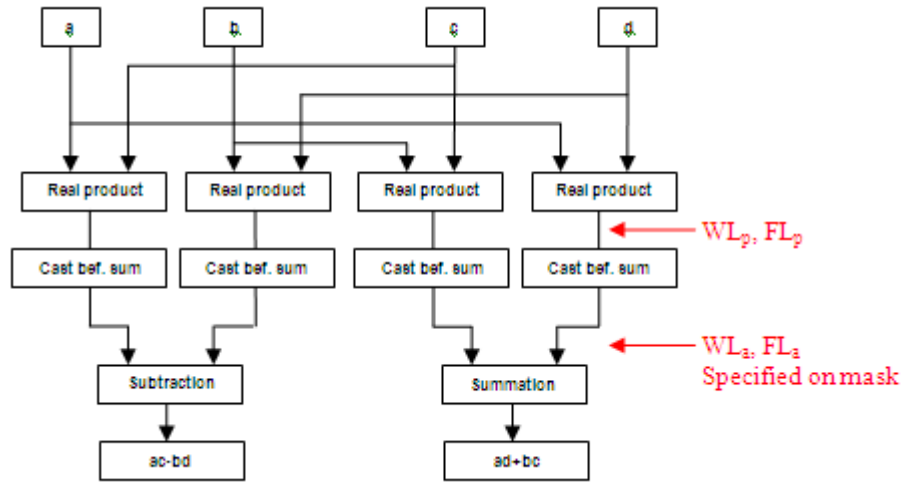 a b c d
Real product Real product Real product Real product
WLp, FLp
Cast bef. sum Cast bef. sum Cast bef. sum Cast bef. sum
WLa, FLa
Specified on mask
Subtraction Summation
ac-bd ad+bc